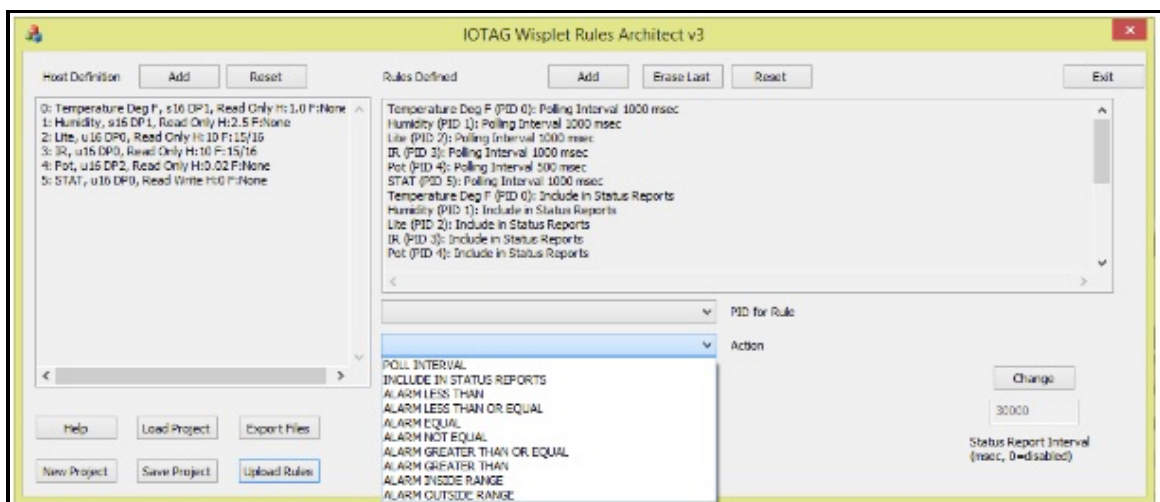 IOTAG Wisplet Rules Architect v3
Host Definition Add Reset
0: Temperature Deg F, s16 DP1, Read Only H:1.0 F:None
1: Humidity, s16 DP1, Read Only H:2.5 F:None
2: Lite, u16 DP0, Read Only H:10 F:15/16
3: IR, u16 DP0, Read Only H:10 F:15/16
4: Pot, u16 DP2, Read Only H:0.02 F:None
5: STAT, u16 DP0, Read Write H:0 F:None
Help Load Project Export Files
New Project Save Project Upload Rules
Rules Defined Add Erase Last Reset Exit
Temperature Deg F (PID 0): Polling Interval 1000 msec
Humidity (PID 1): Polling Interval 1000 msec
Lite (PID 2): Polling Interval 1000 msec
IR (PID 3): Polling Interval 1000 msec
Pot (PID 4): Polling Interval 500 msec
STAT (PID 5): Polling Interval 1000 msec
Temperature Deg F (PID 0): Include in Status Reports
Humidity (PID 1): Include in Status Reports
Lite (PID 2): Include in Status Reports
IR (PID 3): Include in Status Reports
Pot (PID 4): Include in Status Reports
PID for Rule
Action
POLL INTERVAL
INCLUDE IN STATUS REPORTS
ALARM LESS THAN
ALARM LESS THAN OR EQUAL
ALARM EQUAL
ALARM NOT EQUAL
ALARM GREATER THAN OR EQUAL
ALARM GREATER THAN
ALARM INSIDE RANGE
ALARM OUTSIDE RANGE
Change
30000
Status Report Interval
(msec, 0=disabled)